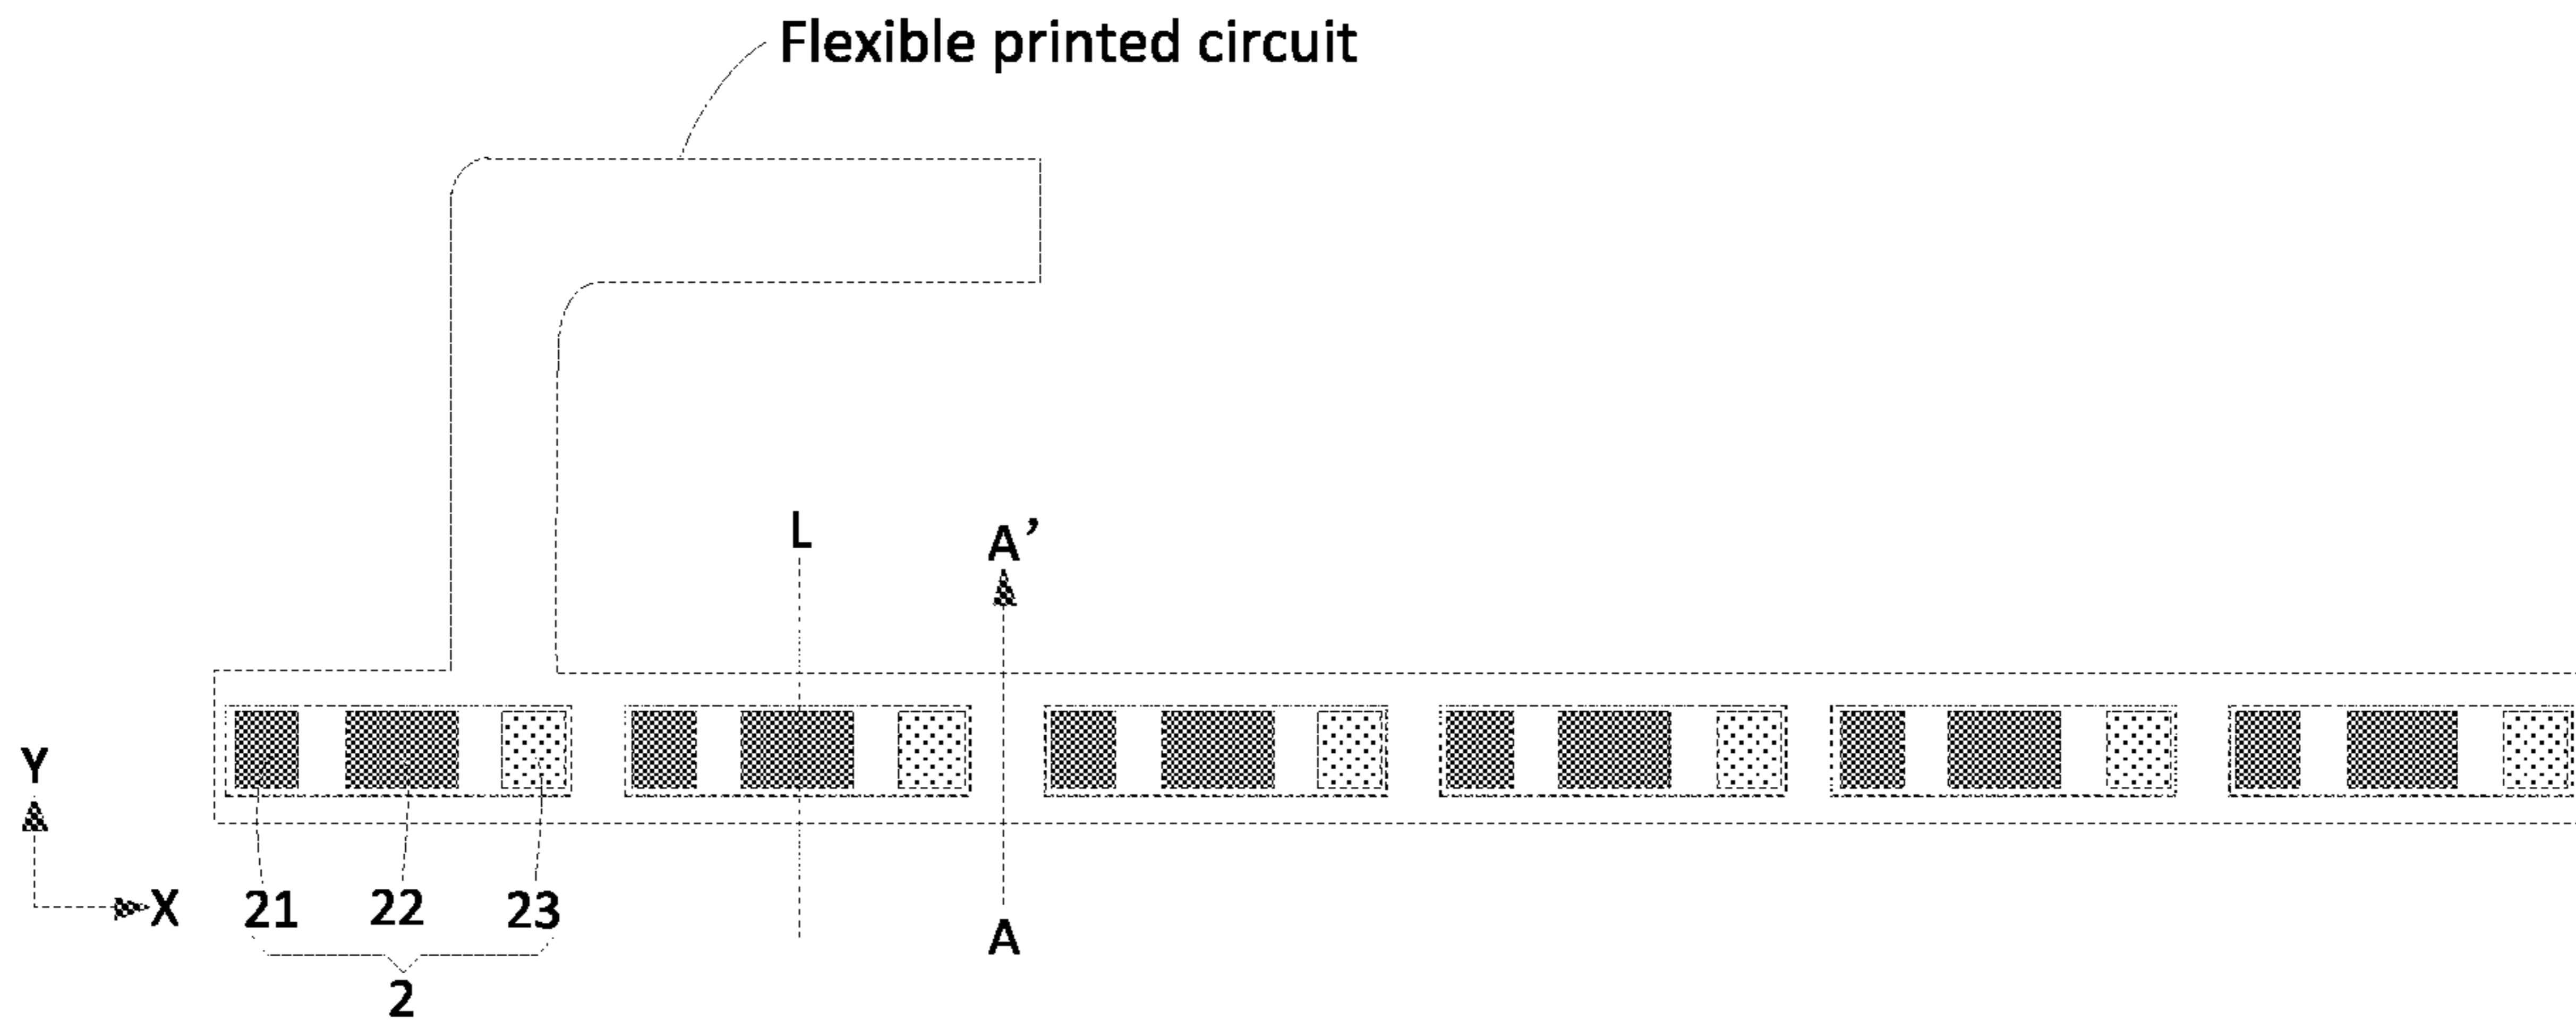 Flexible printed circuit
L
A’
Y
X
21 22 23
A
2